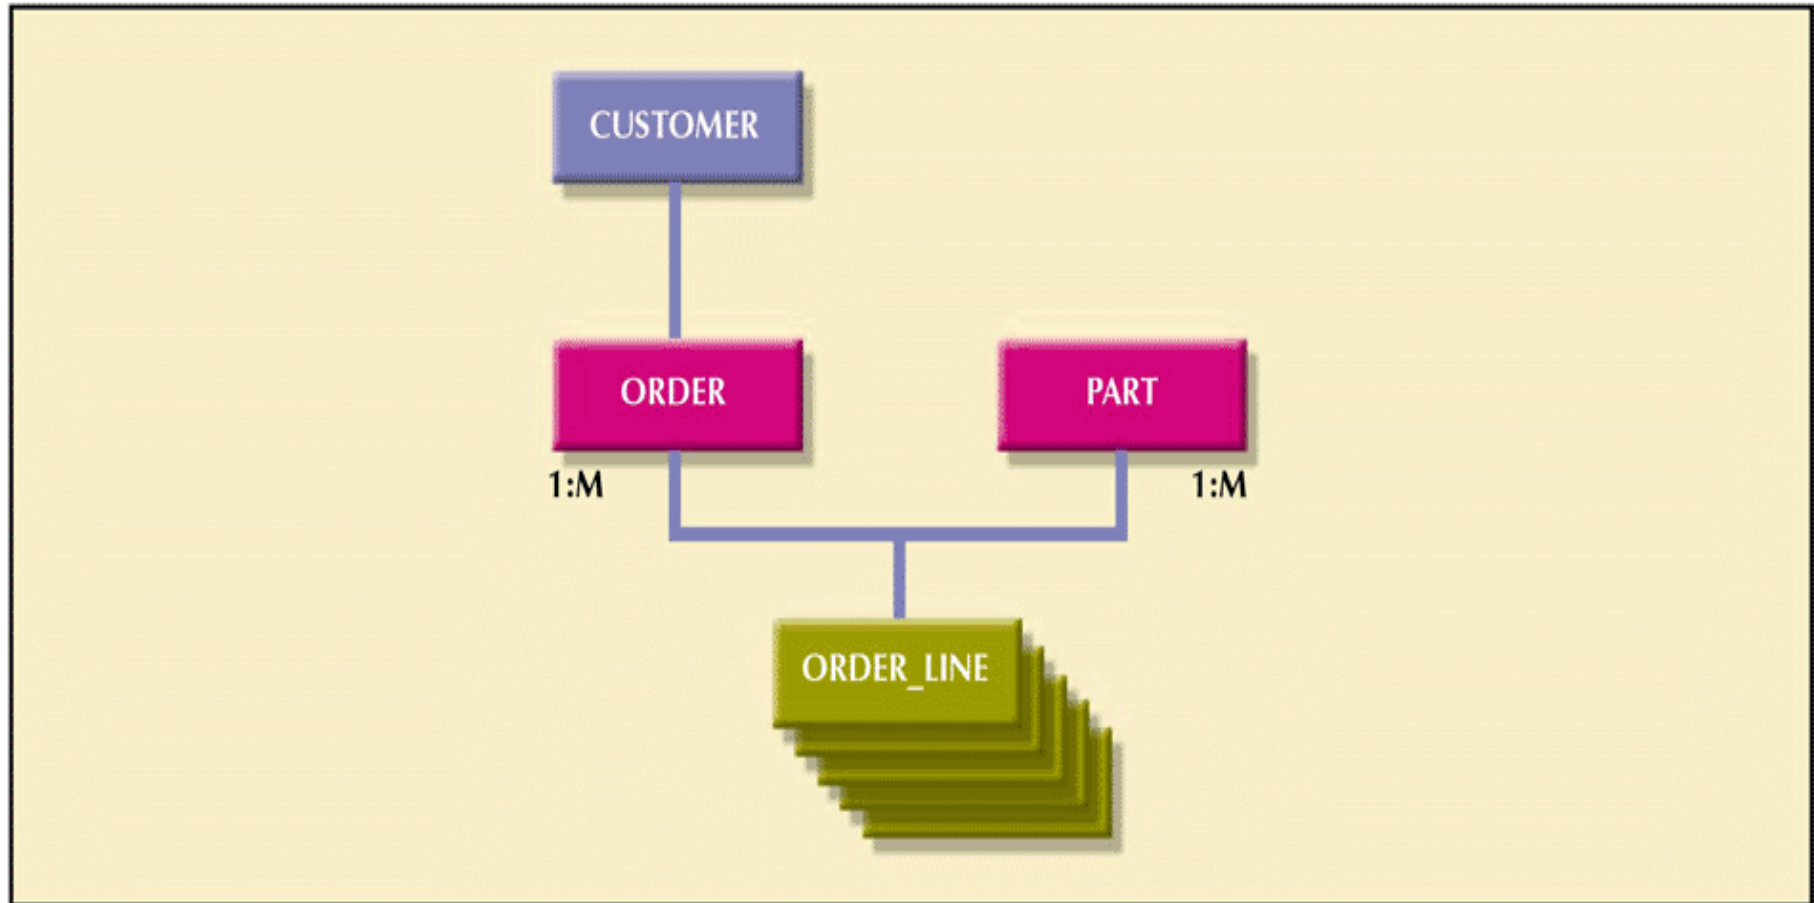 CUSTOMER
ORDER
PART
1:M
1:M
ORDER_LINE